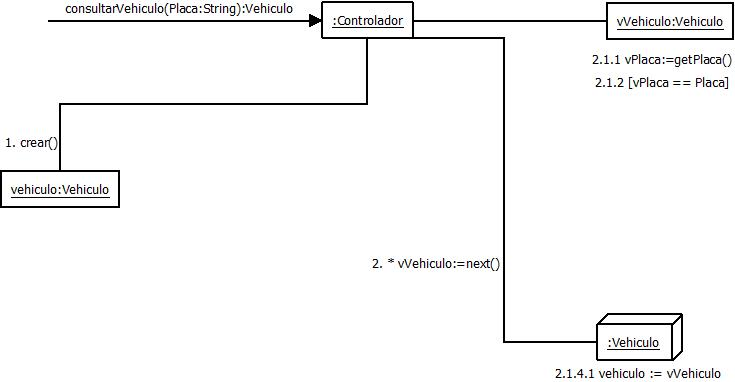 consultarVehiculo(Placa:String):Vehiculo
:Controlador
vVehiculo:Vehiculo
2.1.1 vPlaca:=getPlaca()
2.1.2 [vPlaca == Placa]
1. crear()
vehiculo:Vehiculo
2. * vVehiculo:=next()
:Vehiculo
2.1.4.1 vehiculo := vVehiculo